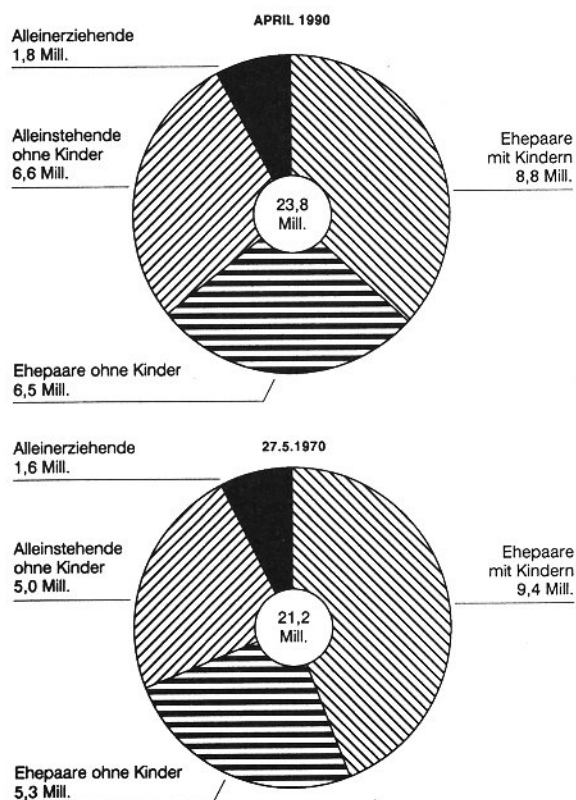 APRIL 1990
Alleinerziehende
1,8 Mill.
Alleinstehende
ohne Kinder
6,6 Mill.
Ehepaare
mit Kindern
8,8 Mill.
23,8
Mill.
Ehepaare ohne Kinder
6,5 Mill.
27.5.1970
Alleinerziehende
1,6 Mill.
Alleinstehende
ohne Kinder
5,0 Mill.
Ehepaare
mit Kindern
9,4 Mill.
21,2
Mill.
Ehepaare ohne Kinder
5,3 Mill.